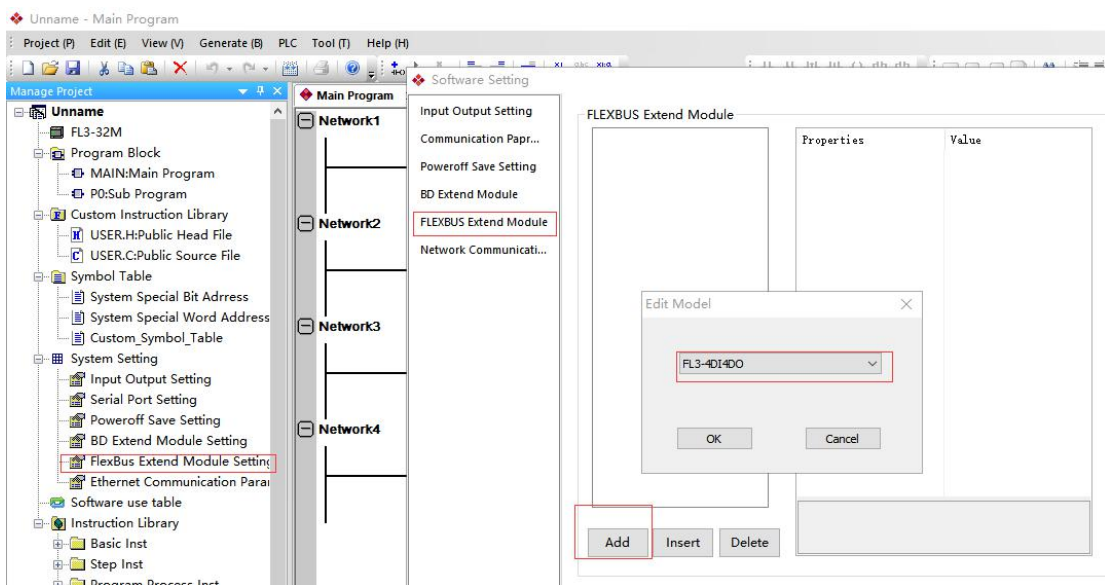 Unname - Main Program
Project (P) Edit (E) View (V) Generate (B) PLC Tool (T) Help (H)
Manage Project
Unname
FL3-32M
Program Block
MAIN:Main Program
P0:Sub Program
Custom Instruction Library
USER.H:Public Head File
USER.C:Public Source File
Symbol Table
System Special Bit Adrress
System Special Word Address
Custom_Symbol_Table
System Setting
Input Output Setting
Serial Port Setting
Poweroff Save Setting
BD Extend Module Setting
FlexBus Extend Module Setting
Ethernet Communication Parar
Software use table
Instruction Library
Basic Inst
Step Inst
Program Process Inst
Main Program
Network1
Network2
Network3
Network4
Software Setting
Input Output Setting
Communication Papr...
Poweroff Save Setting
BD Extend Module
FLEXBUS Extend Module
Network Communicati...
FLEXBUS Extend Module
Properties Value
Edit Model
FL3-4DI4DO
OK Cancel
Add Insert Delete